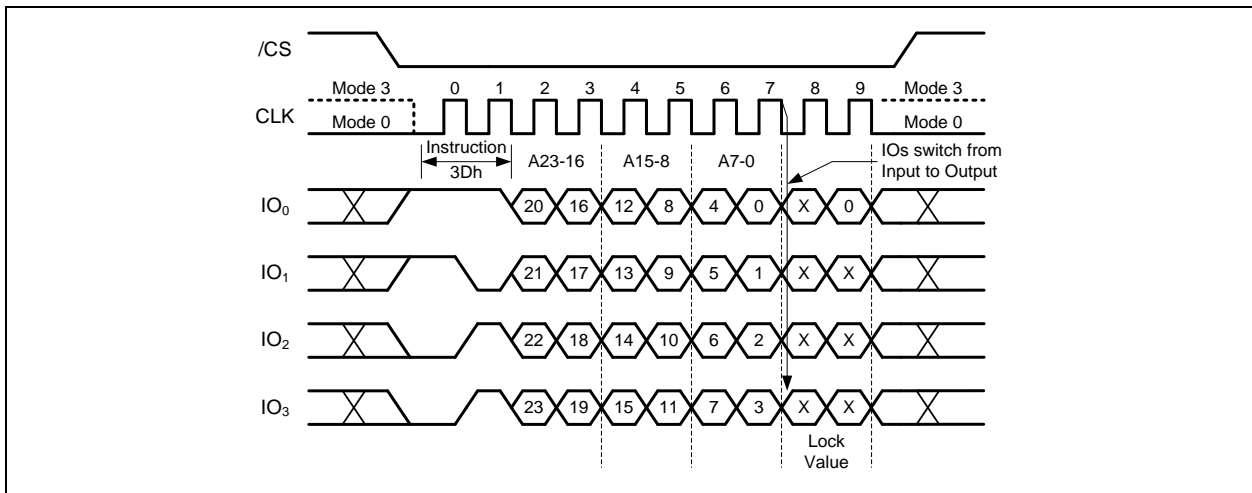 /CS
Mode 3 0 1 2 3 4 5 6 7 8 9 Mode 3
CLK
Mode 0 Mode 0
Instruction A23-16 A15-8 A7-0 IOs switch from
3Dh Input to Output
IO₀ 20 16 12 8 4 0 X 0
IO₁ 21 17 13 9 5 1 X X
IO₂ 22 18 14 10 6 2 X X
IO₃ 23 19 15 11 7 3 X X
Lock
Value